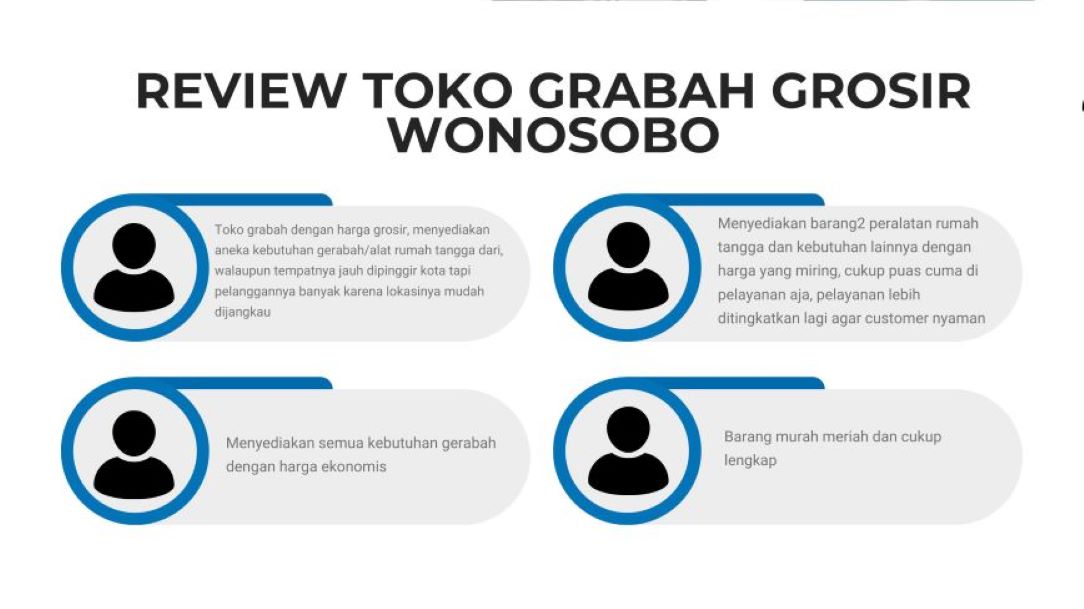 REVIEW TOKO GRABAH GROSIR
WONOSOBO
Toko grabah dengan harga grosir, menyediakan
aneka kebutuhan gerabah/alat rumah tangga dari,
walaupun tempatnya jauh dipinggir kota tapi
pelanggannya banyak karena lokasinya mudah
dijangkau
Menyediakan barang2 peralatan rumah
tangga dan kebutuhan lainnya dengan
harga yang miring, cukup puas cuma di
pelayanan aja, pelayanan lebih
ditingkatkan lagi agar customer nyaman
Menyediakan semua kebutuhan gerabah
dengan harga ekonomis
Barang murah meriah dan cukup
lengkap